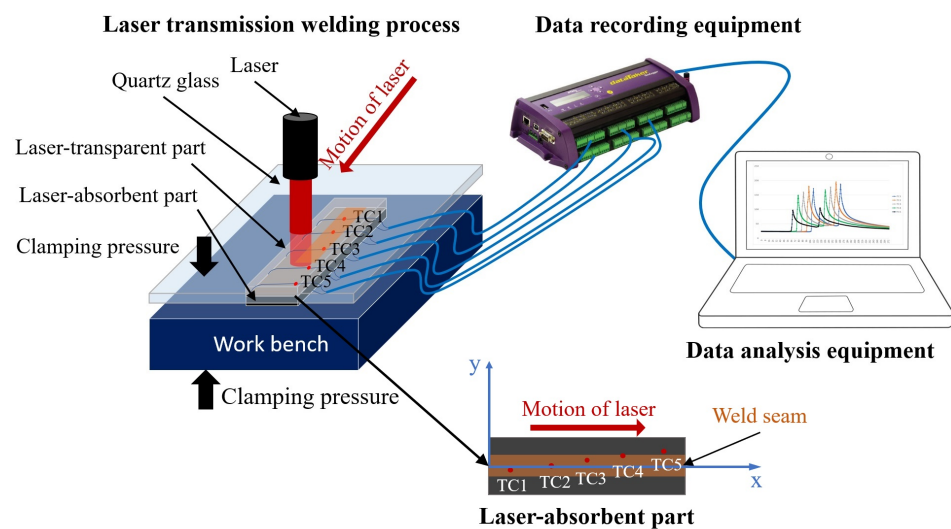 Laser transmission welding process
Data recording equipment
Laser
Quartz glass
Motion of laser
Laser-transparent part
Laser-absorbent part
Clamping pressure
TC1
TC2
TC3
TC4
TC5
Work bench
Clamping pressure
dataTaker
Data analysis equipment
y
Motion of laser
Weld seam
TC1
TC2
TC3
TC4
TC5
x
Laser-absorbent part